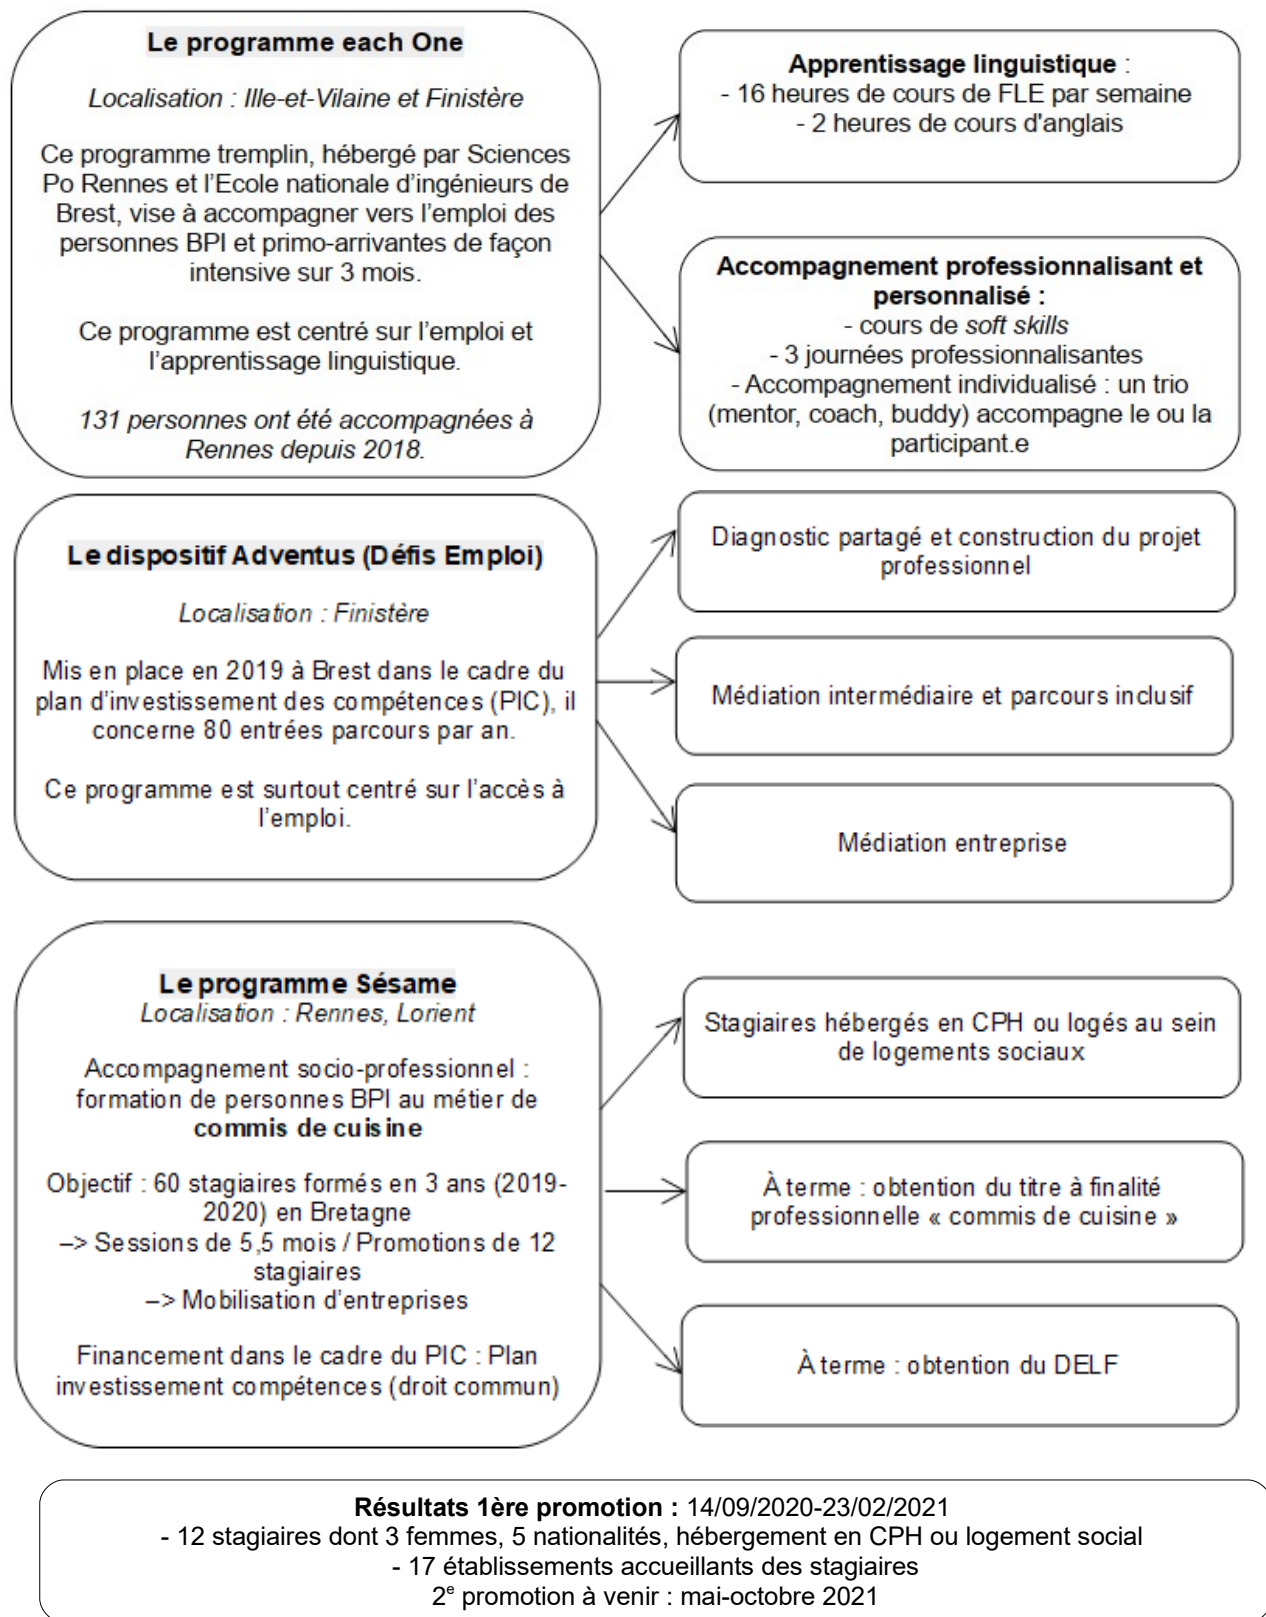 Le programme each One
Localisation : Ille-et-Vilaine et Finistère
Ce programme tremplin, hébergé par Sciences
Po Rennes et l'Ecole nationale d'ingénieurs de
Brest, vise à accompagner vers l'emploi des
personnes BPI et primo-arrivantes de façon
intensive sur 3 mois.
Ce programme est centré sur l'emploi et
l'apprentissage linguistique.
131 personnes ont été accompagnées à
Rennes depuis 2018.
Apprentissage linguistique :
- 16 heures de cours de FLE par semaine
- 2 heures de cours d'anglais
Accompagnement professionnalisant et
personnalisé :
- cours de soft skills
- 3 journées professionnalisantes
- Accompagnement individualisé : un trio
(mentor, coach, buddy) accompagne le ou la
participant.e
Le dispositif Adventus (Défis Emploi)
Localisation : Finistère
Mis en place en 2019 à Brest dans le cadre du
plan d'investissement des compétences (PIC), il
concerne 80 entrées parcours par an.
Ce programme est surtout centré sur l'accès à
l'emploi.
Diagnostic partagé et construction du projet
professionnel
Médiation intermédiaire et parcours inclusif
Médiation entreprise
Le programme Sésame
Localisation : Rennes, Lorient
Accompagnement socio-professionnel :
formation de personnes BPI au métier de
commis de cuisine
Objectif : 60 stagiaires formés en 3 ans (2019-
2020) en Bretagne
–> Sessions de 5,5 mois / Promotions de 12
stagiaires
–> Mobilisation d'entreprises
Financement dans le cadre du PIC : Plan
investissement compétences (droit commun)
Stagiaires hébergés en CPH ou logés au sein
de logements sociaux
À terme : obtention du titre à finalité
professionnelle « commis de cuisine »
À terme : obtention du DELF
Résultats 1ère promotion : 14/09/2020-23/02/2021
- 12 stagiaires dont 3 femmes, 5 nationalités, hébergement en CPH ou logement social
- 17 établissements accueillants des stagiaires
2e promotion à venir : mai-octobre 2021